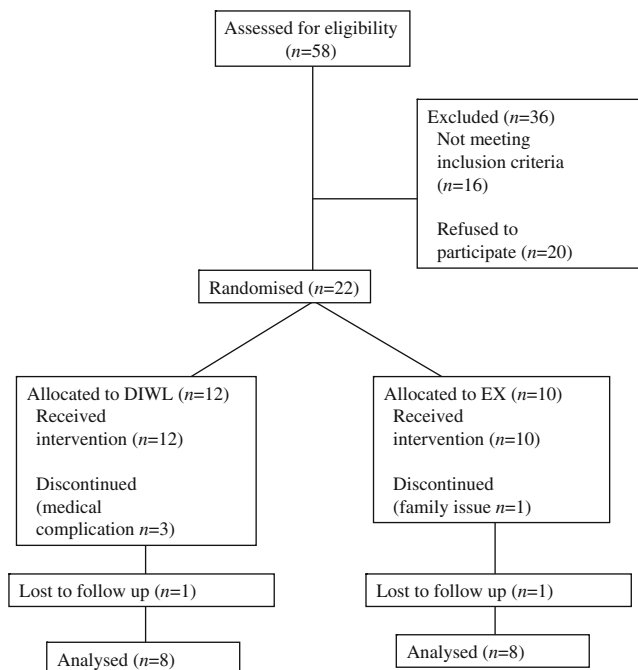 Assessed for eligibility
(n=58)
Excluded (n=36)
Not meeting
inclusion criteria
(n=16)
Refused to
participate (n=20)
Randomised (n=22)
Allocated to DIWL (n=12)
Received
intervention (n=12)
Discontinued
(medical
complication n=3)
Lost to follow up (n=1)
Analysed (n=8)
Allocated to EX (n=10)
Received
intervention (n=10)
Discontinued
(family issue n=1)
Lost to follow up (n=1)
Analysed (n=8)